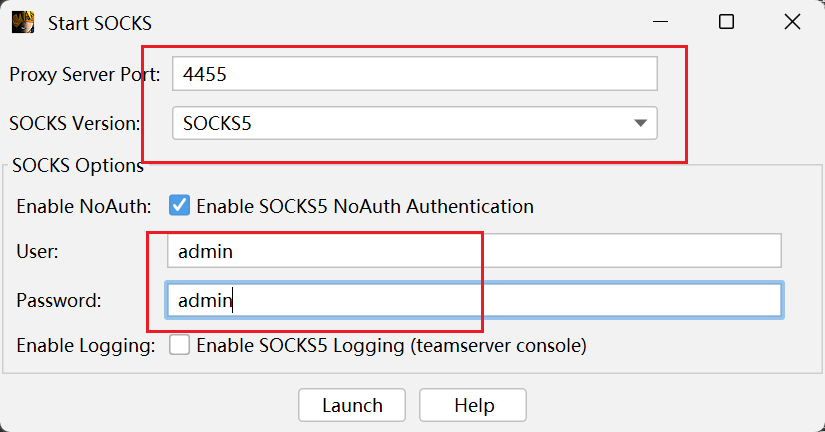 Start SOCKS
Proxy Server Port: 4455
SOCKS Version: SOCKS5
SOCKS Options
Enable NoAuth: Enable SOCKS5 NoAuth Authentication
User: admin
Password: admin
Enable Logging: Enable SOCKS5 Logging (teamserver console)
Launch Help